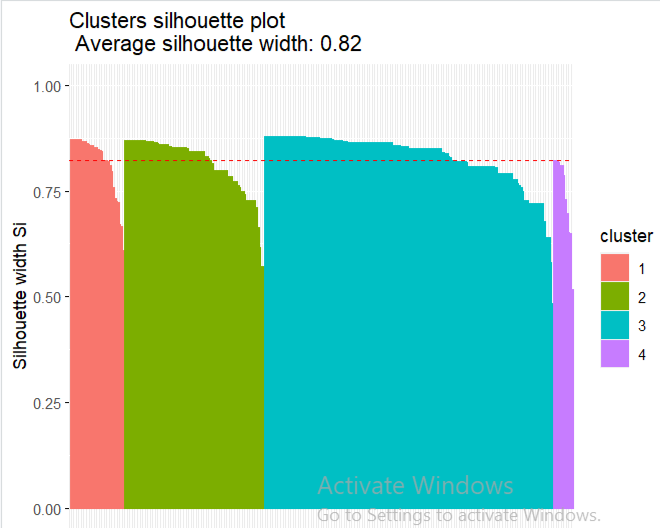 Clusters silhouette plot
Average silhouette width: 0.82
1.00
0.75
0.50
0.25
0.00
Silhouette width Si
cluster
1
2
3
4
Activate Windows
Go to Settings to activate Windows.